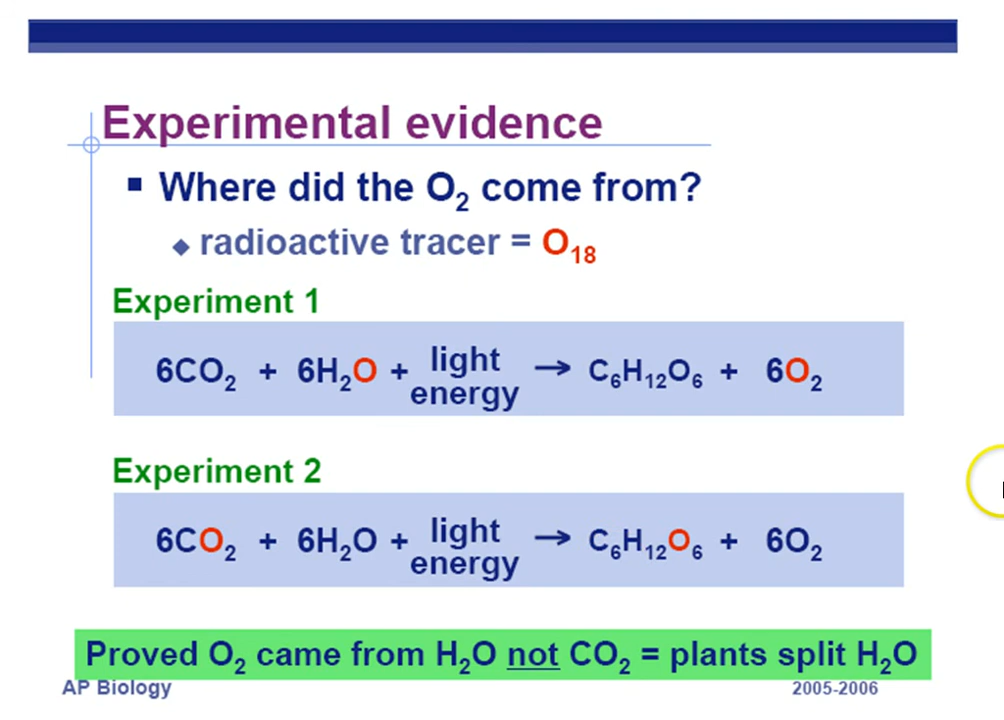 Experimental evidence
▪ Where did the O₂ come from?
◆ radioactive tracer = O₁₈
Experiment 1
6CO₂ + 6H₂O + light energy → C₆H₁₂O₆ + 6O₂
Experiment 2
6CO₂ + 6H₂O + light energy → C₆H₁₂O₆ + 6O₂
Proved O₂ came from H₂O not CO₂ = plants split H₂O
AP Biology 2005-2006